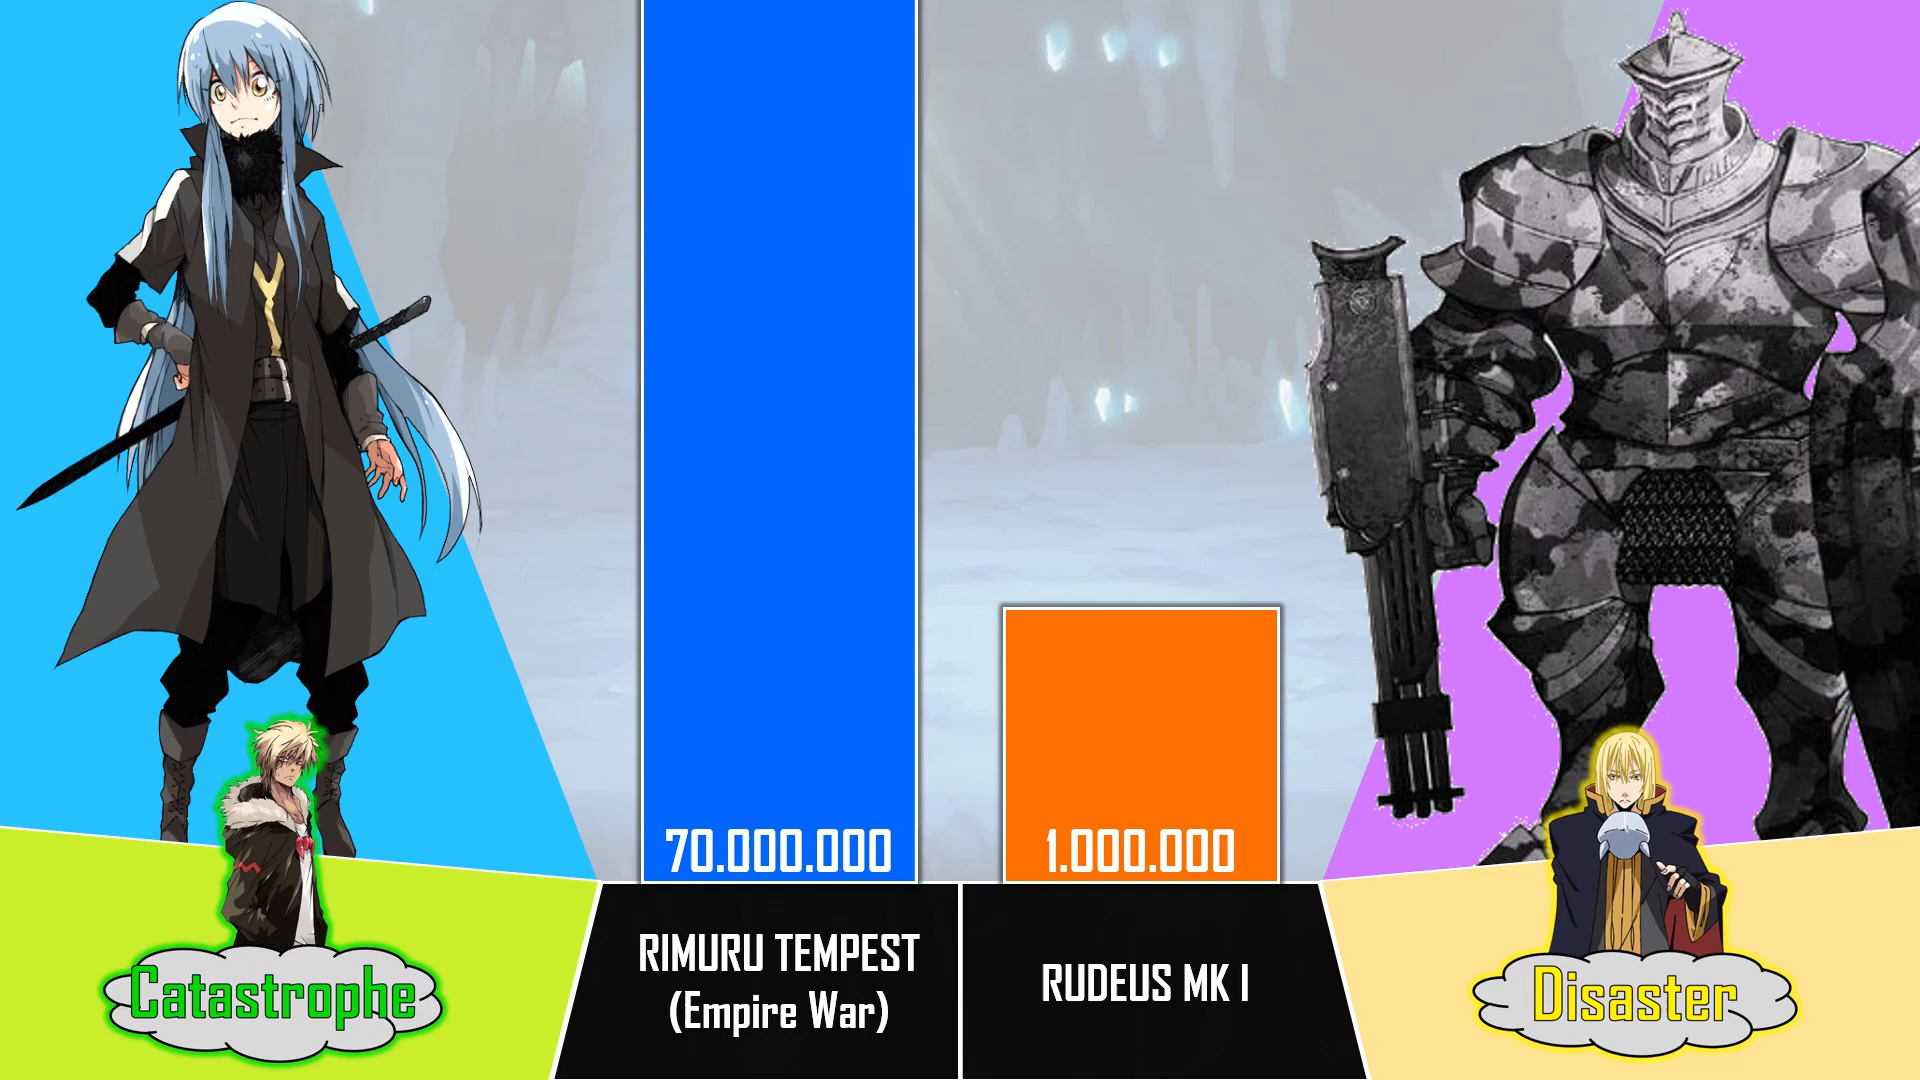 70.000.000
1.000.000
RIMURU TEMPEST
(Empire War)
RUDEUS MK I
Catastrophe
Disaster